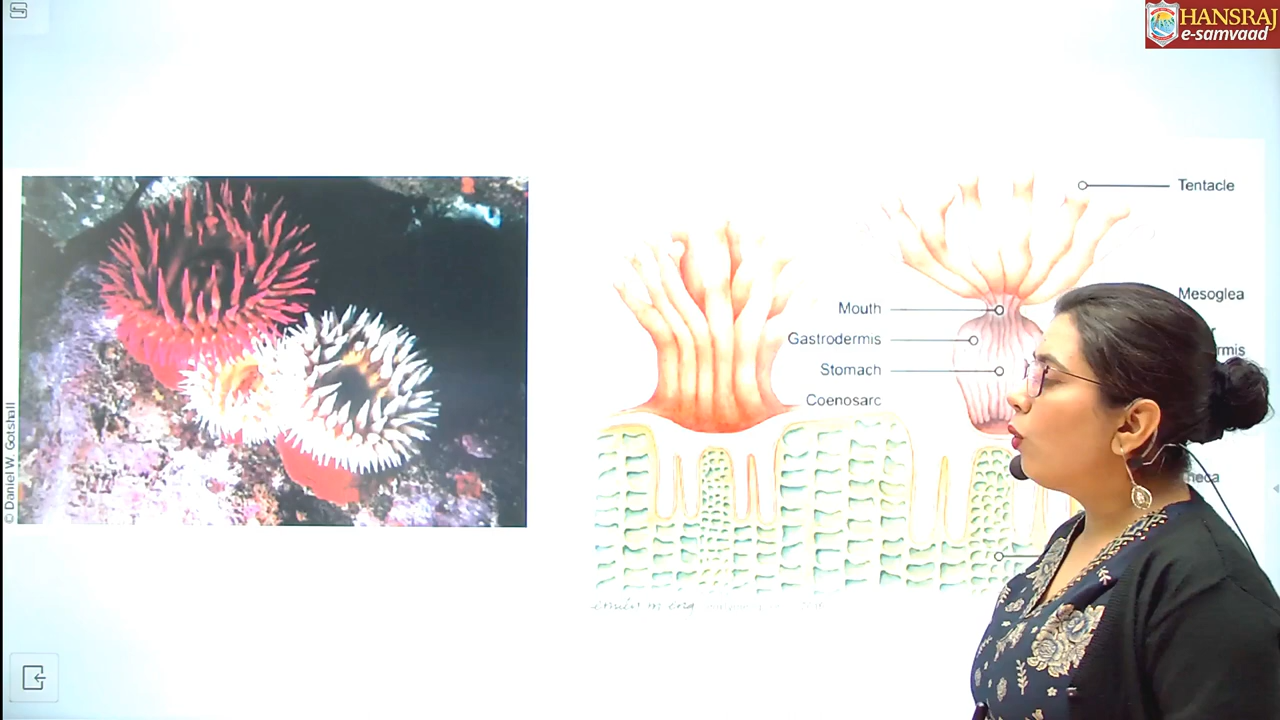 HANSRAJ
e-samvaad
© Daniel W. Gotshall
Tentacle
Mesoglea
Mouth
Gastrodermis
Stomach
Coenosarc